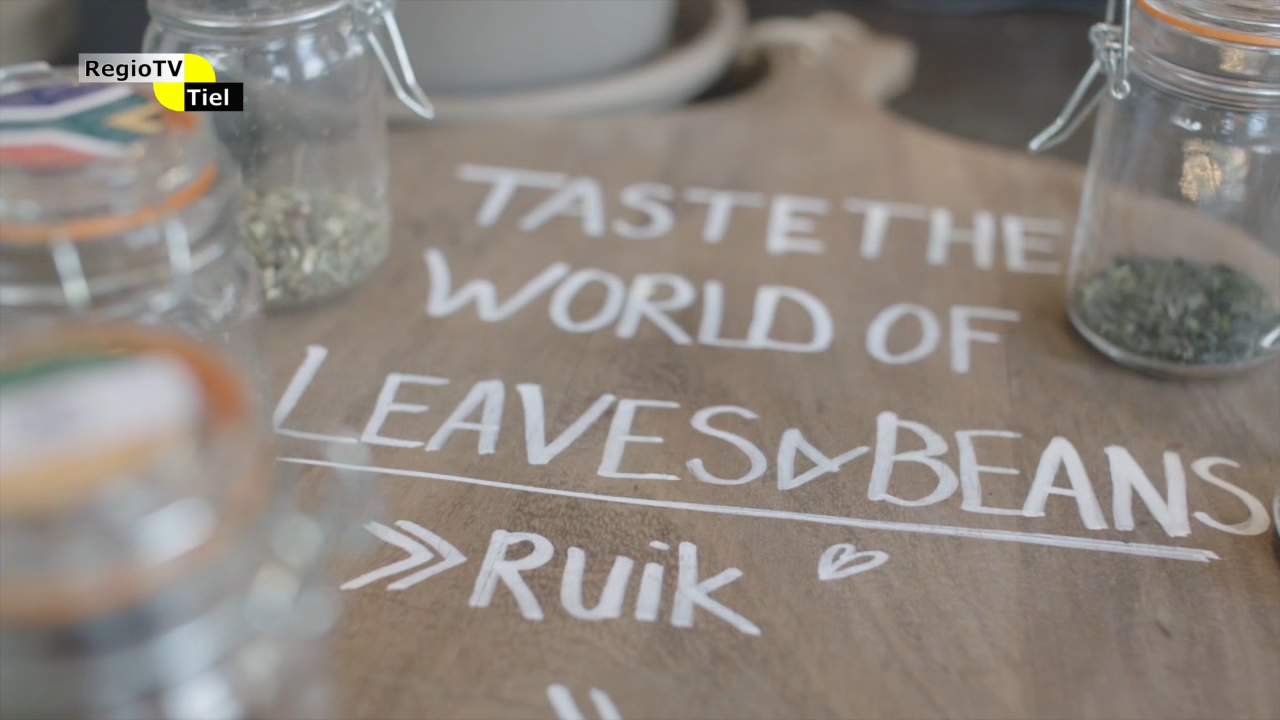 RegioTV
Tiel
TASTE THE
WORLD OF
LEAVES & BEANS
>> Ruik